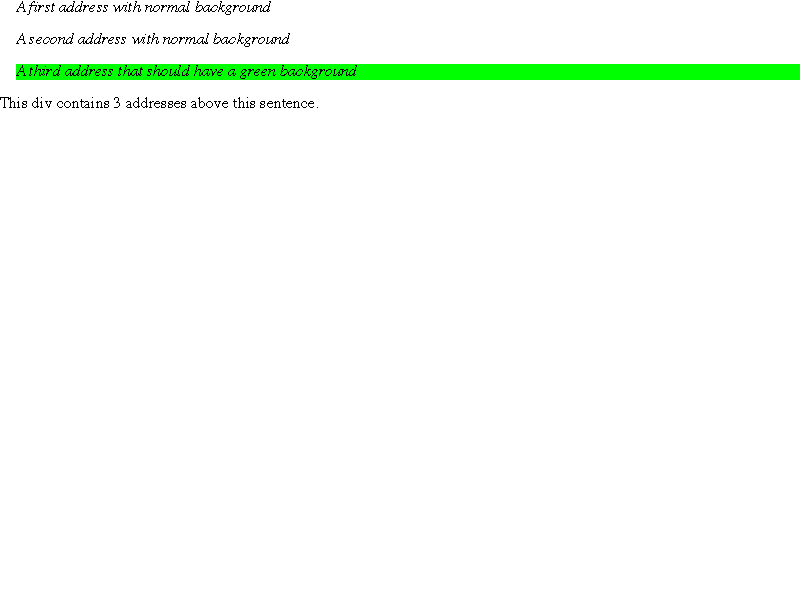 A first address with normal background
A second address with normal background
A third address that should have a green background
This div contains 3 addresses above this sentence.